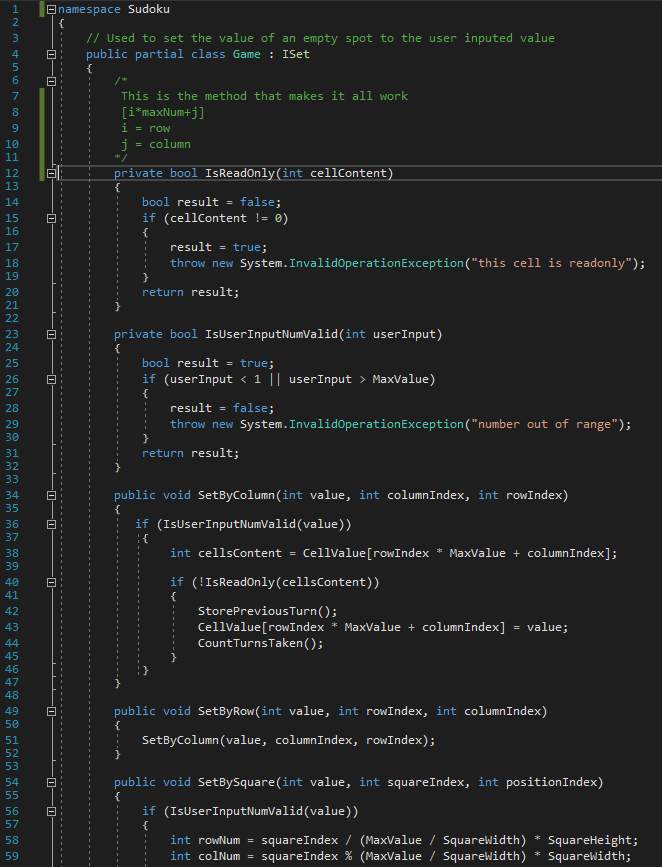 1 namespace Sudoku
2 {
3 // Used to set the value of an empty spot to the user inputed value
4 public partial class Game : ISet
5 {
6 /*
7 This is the method that makes it all work
8 [i*maxNum+j]
9 i = row
10 j = column
11 */
12 private bool IsReadOnly(int cellContent)
13 {
14 bool result = false;
15 if (cellContent != 0)
16 {
17 result = true;
18 throw new System.InvalidOperationException("this cell is readonly");
19 }
20 return result;
21 }
22
23 private bool IsUserInputNumValid(int userInput)
24 {
25 bool result = true;
26 if (userInput < 1 || userInput > MaxValue)
27 {
28 result = false;
29 throw new System.InvalidOperationException("number out of range");
30 }
31 return result;
32 }
33
34 public void SetByColumn(int value, int columnIndex, int rowIndex)
35 {
36 if (IsUserInputNumValid(value))
37 {
38 int cellsContent = CellValue[rowIndex * MaxValue + columnIndex];
39
40 if (!IsReadOnly(cellsContent))
41 {
42 StorePreviousTurn();
43 CellValue[rowIndex * MaxValue + columnIndex] = value;
44 CountTurnsTaken();
45 }
46 }
47 }
48
49 public void SetByRow(int value, int rowIndex, int columnIndex)
50 {
51 SetByColumn(value, columnIndex, rowIndex);
52 }
53
54 public void SetBySquare(int value, int squareIndex, int positionIndex)
55 {
56 if (IsUserInputNumValid(value))
57 {
58 int rowNum = squareIndex / (MaxValue / SquareWidth) * SquareHeight;
59 int colNum = squareIndex % (MaxValue / SquareWidth) * SquareWidth;